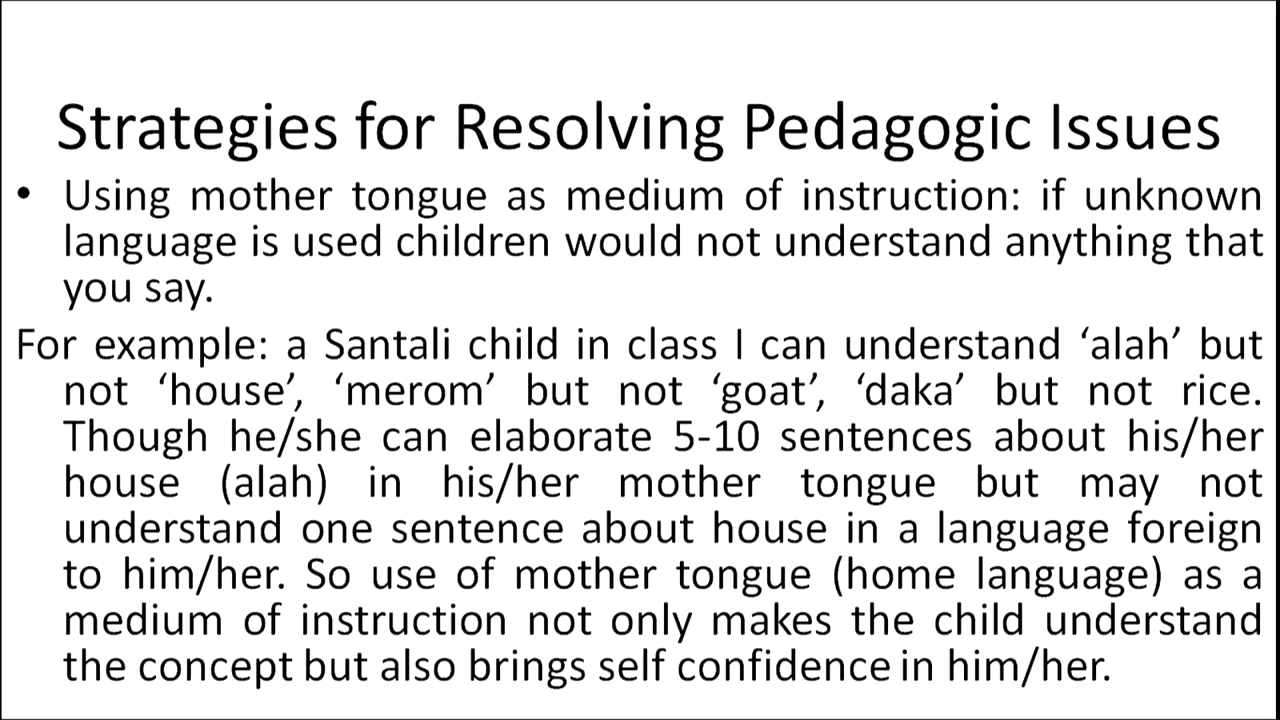 Strategies for Resolving Pedagogic Issues
• Using mother tongue as medium of instruction: if unknown
language is used children would not understand anything that
you say.
For example: a Santali child in class I can understand ‘alah’ but
not ‘house’, ‘merom’ but not ‘goat’, ‘daka’ but not rice.
Though he/she can elaborate 5-10 sentences about his/her
house (alah) in his/her mother tongue but may not
understand one sentence about house in a language foreign
to him/her. So use of mother tongue (home language) as a
medium of instruction not only makes the child understand
the concept but also brings self confidence in him/her.